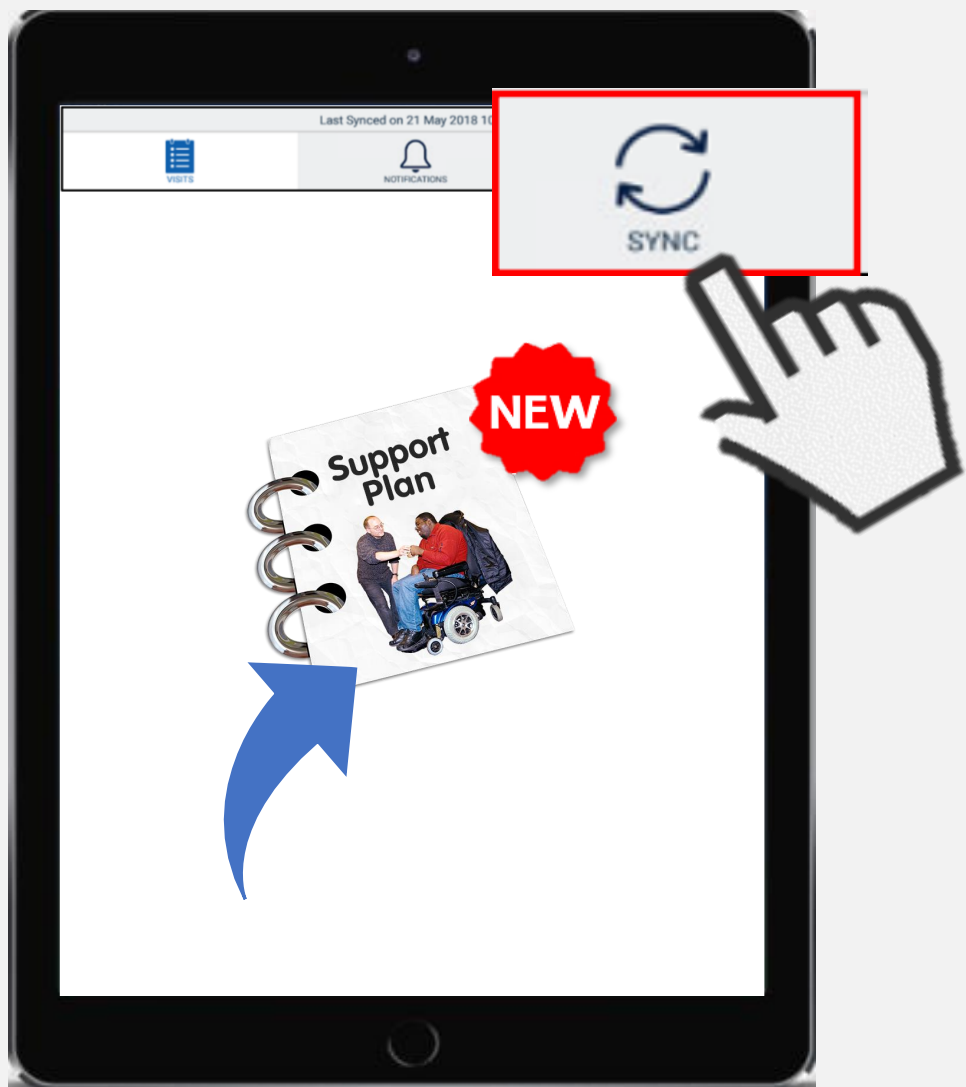 Last Synced on 21 May 2018 10
VISITS
NOTIFICATIONS
SYNC
NEW
Support
Plan